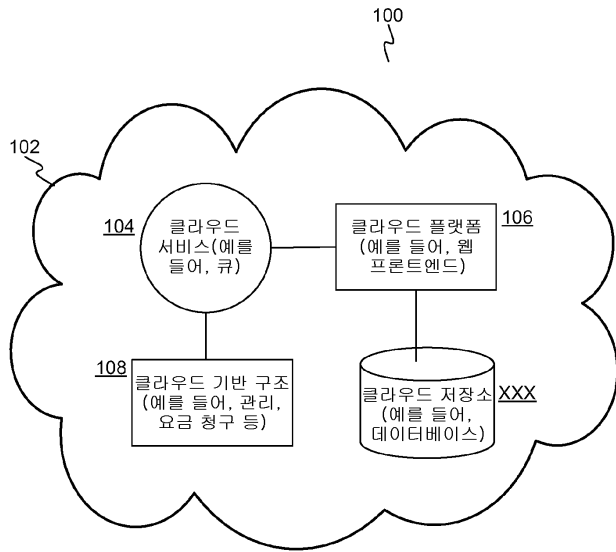 100
102
104
클라우드
서비스(예를
들어, 큐)
클라우드 플랫폼
(예를 들어, 웹
프론트엔드)
106
108
클라우드 기반 구조
(예를 들어, 관리,
요금 청구 등)
클라우드 저장소
(예를 들어,
데이터베이스)
XXX